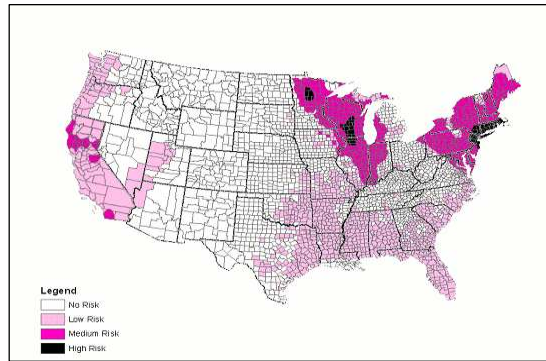 Legend
No Risk
Low Risk
Medium Risk
High Risk